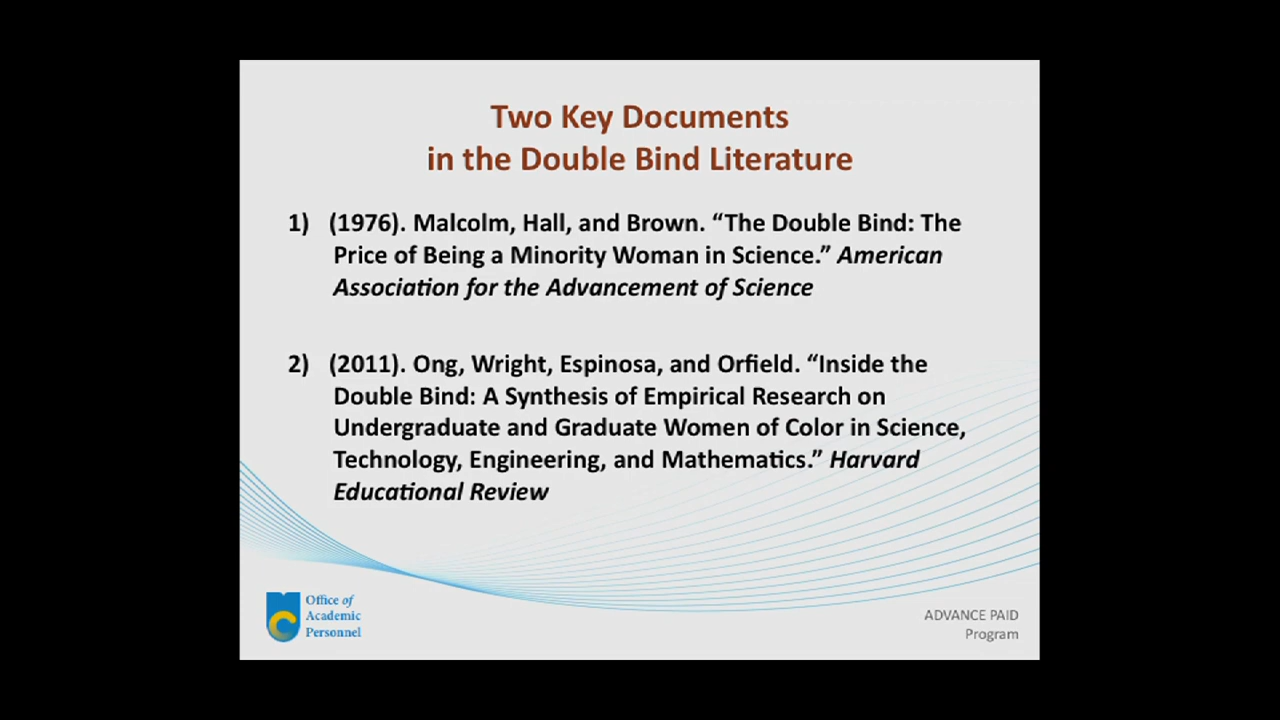 Two Key Documents
in the Double Bind Literature
1) (1976). Malcolm, Hall, and Brown. “The Double Bind: The
Price of Being a Minority Woman in Science.” American
Association for the Advancement of Science
2) (2011). Ong, Wright, Espinosa, and Orfield. “Inside the
Double Bind: A Synthesis of Empirical Research on
Undergraduate and Graduate Women of Color in Science,
Technology, Engineering, and Mathematics.” Harvard
Educational Review
Office of
Academic
Personnel
ADVANCE PAID
Program